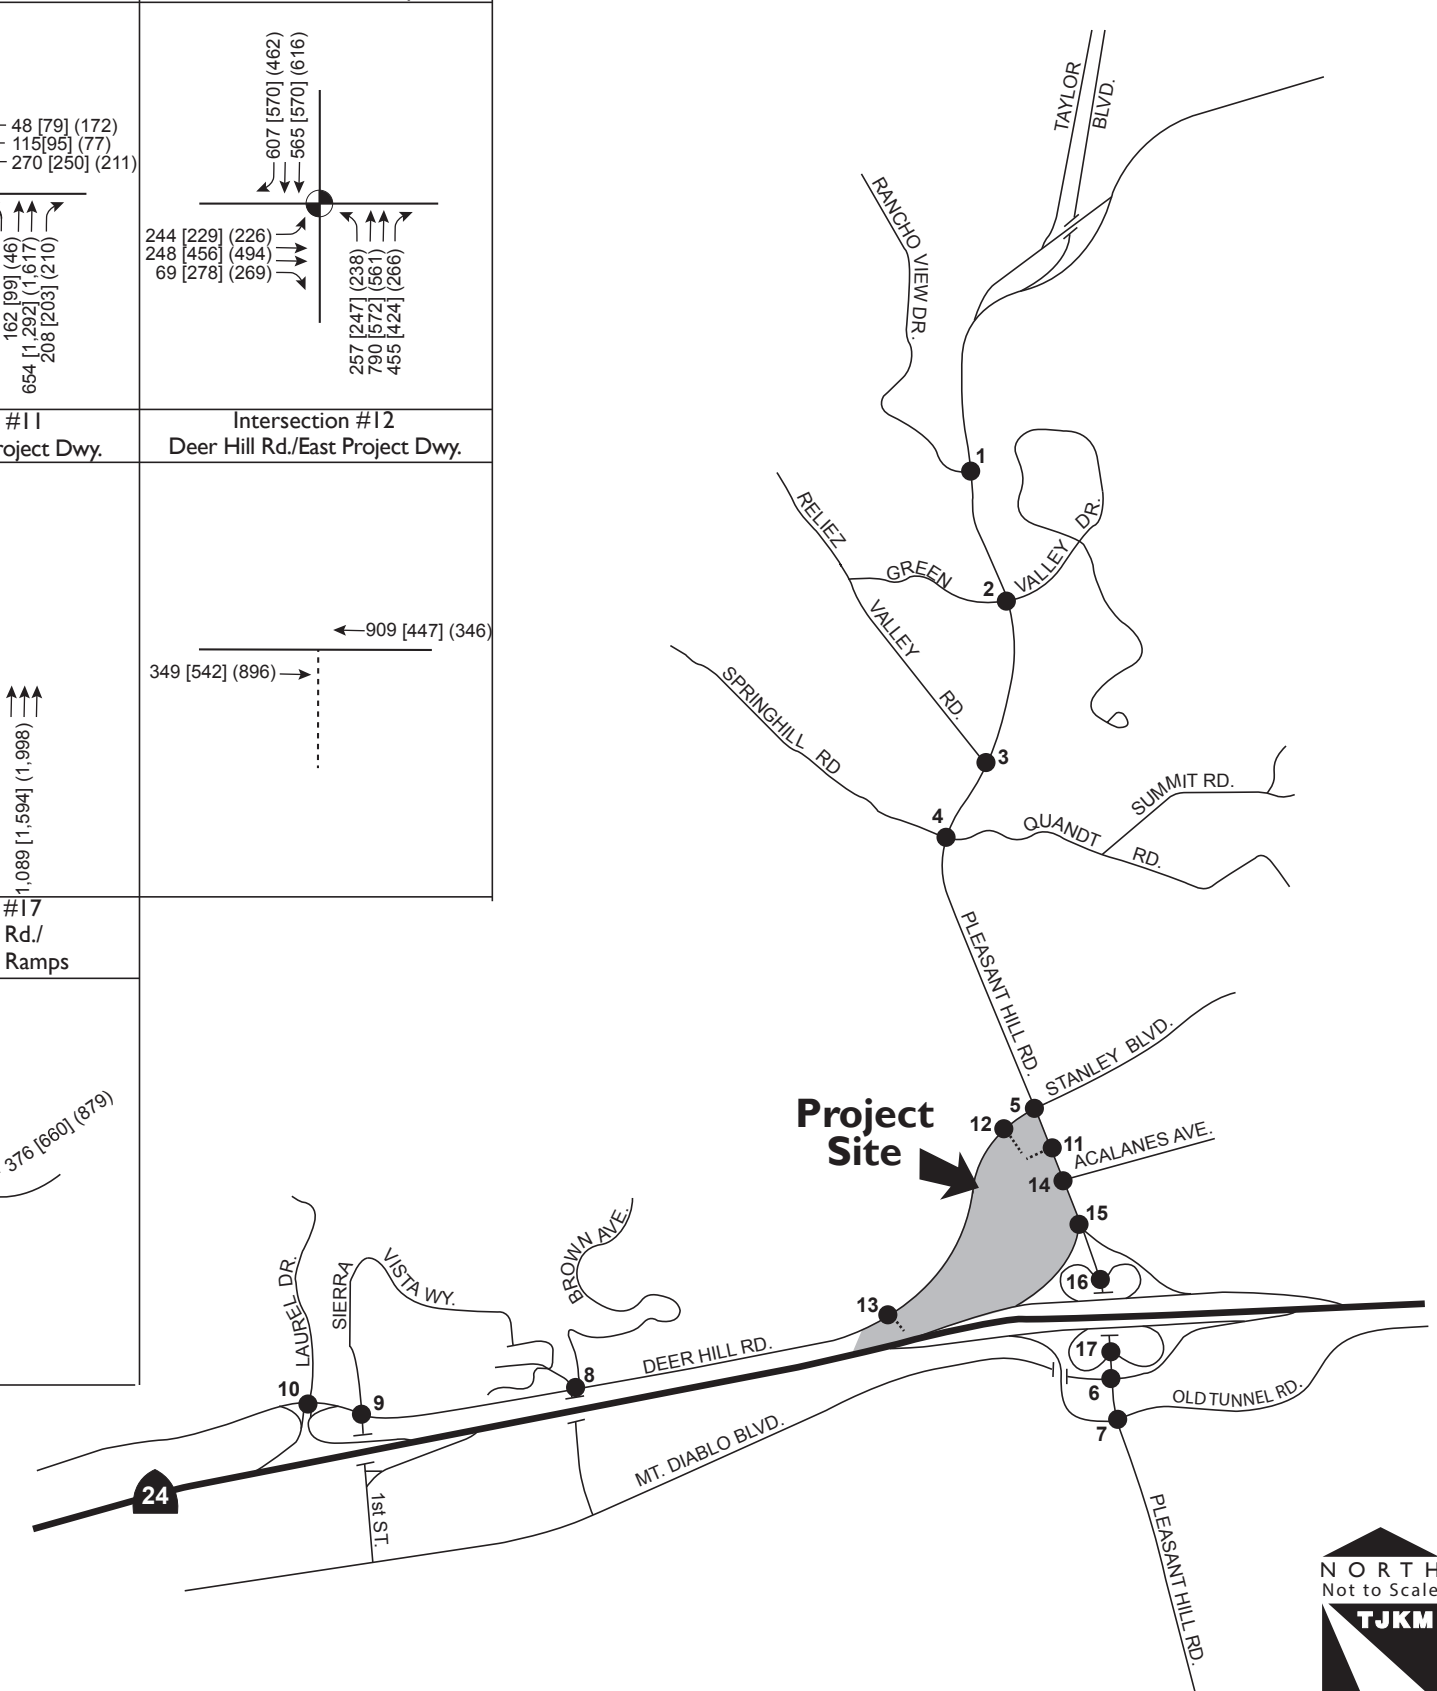 48 [79] (172)
115[95] (77)
270 [250] (211)
162 [99] (46)
654 [1,292] (1,617)
208 [203] (210)
607 [570] (462)
565 [570] (616)
244 [229] (226)
248 [456] (494)
69 [278] (269)
257 [247] (238)
790 [572] (561)
455 [424] (266)
#11
roject Dwy.
Intersection #12
Deer Hill Rd./East Project Dwy.
1,089 [1,594] (1,998)
909 [447] (346)
349 [542] (896)
#17
Rd./
Ramps
376 [660] (879)
TAYLOR
BLVD.
RANCHO VIEW DR.
1
RELIEZ
VALLEY
RD.
GREEN
2
VALLEY DR.
SPRINGHILL RD
3
4
QUANDT
RD.
SUMMIT RD.
PLEASANT HILL RD.
STANLEY BLVD.
5
Project
Site
12
11
ACALANES AVE.
14
15
16
13
17
6
7
OLD TUNNEL RD.
LAUREL DR.
SIERRA
VISTA WY.
BROWN AVE.
10
9
8
DEER HILL RD.
MT. DIABLO BLVD.
24
1st ST.
PLEASANT HILL RD.
NORTH
Not to Scale
TJKM